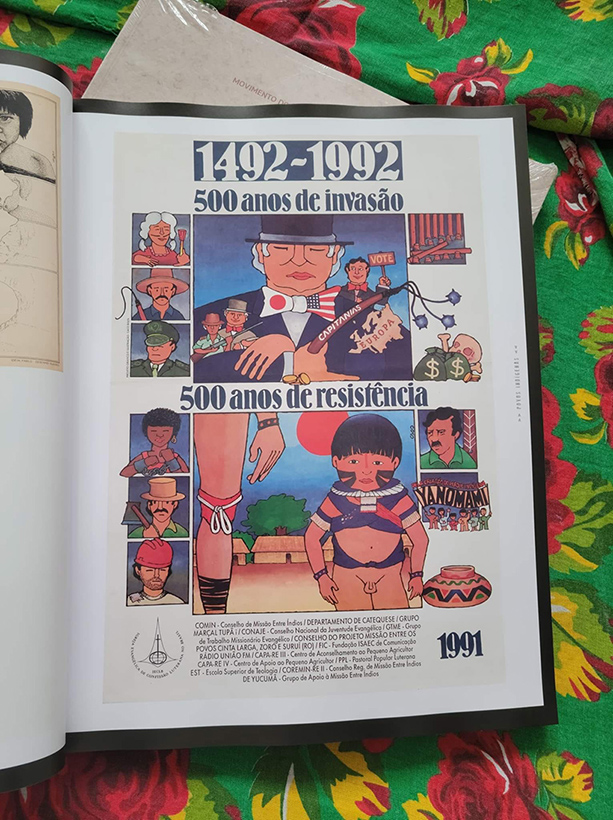 MOVIMENTO
1492-1992
500 anos de invasão
VOTE
CAPITANIAS
EUROPA
$ $
500 anos de resistência
YANOMAMI
>> POVOS INDÍGENAS <<
COMIN - Conselho de Missão Entre Índios / DEPARTAMENTO DE CATEQUESE / GRUPO
MARÇAL TUPÃ / CONAJE - Conselho Nacional da Juventude Evangélica / GTME - Grupo
de Trabalho Missionário Evangélico / CONSELHO DO PROJETO MISSÃO ENTRE OS
POVOS CINTA LARGA, ZORÓ E SURUÍ (RO) / FIC - Fundação ISAEC de Comunicação
RÁDIO UNIÃO FM / CAPA-RE III - Centro de Aconselhamento ao Pequeno Agricultor
CAPA-RE IV - Centro de Apoio ao Pequeno Agricultor / PPL - Pastoral Popular Luterana
EST - Escola Superior de Teologia / COREMIN-RE II - Conselho Reg. de Missão Entre Índios
DE YUCUMÃ - Grupo de Apoio à Missão Entre Índios
1991